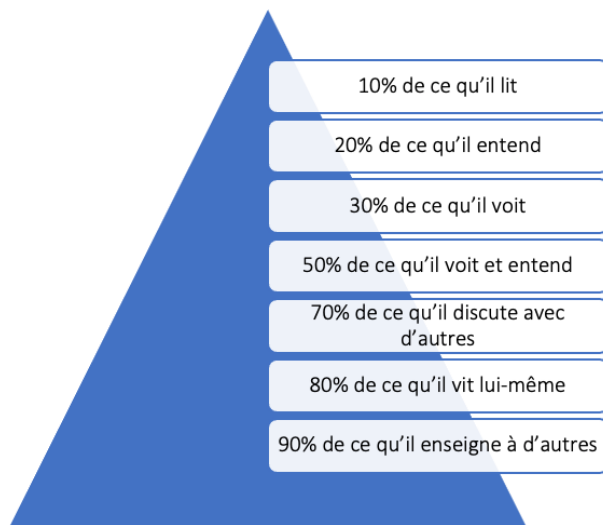 10% de ce qu’il lit
20% de ce qu’il entend
30% de ce qu’il voit
50% de ce qu’il voit et entend
70% de ce qu’il discute avec
d’autres
80% de ce qu’il vit lui-même
90% de ce qu’il enseigne à d’autres